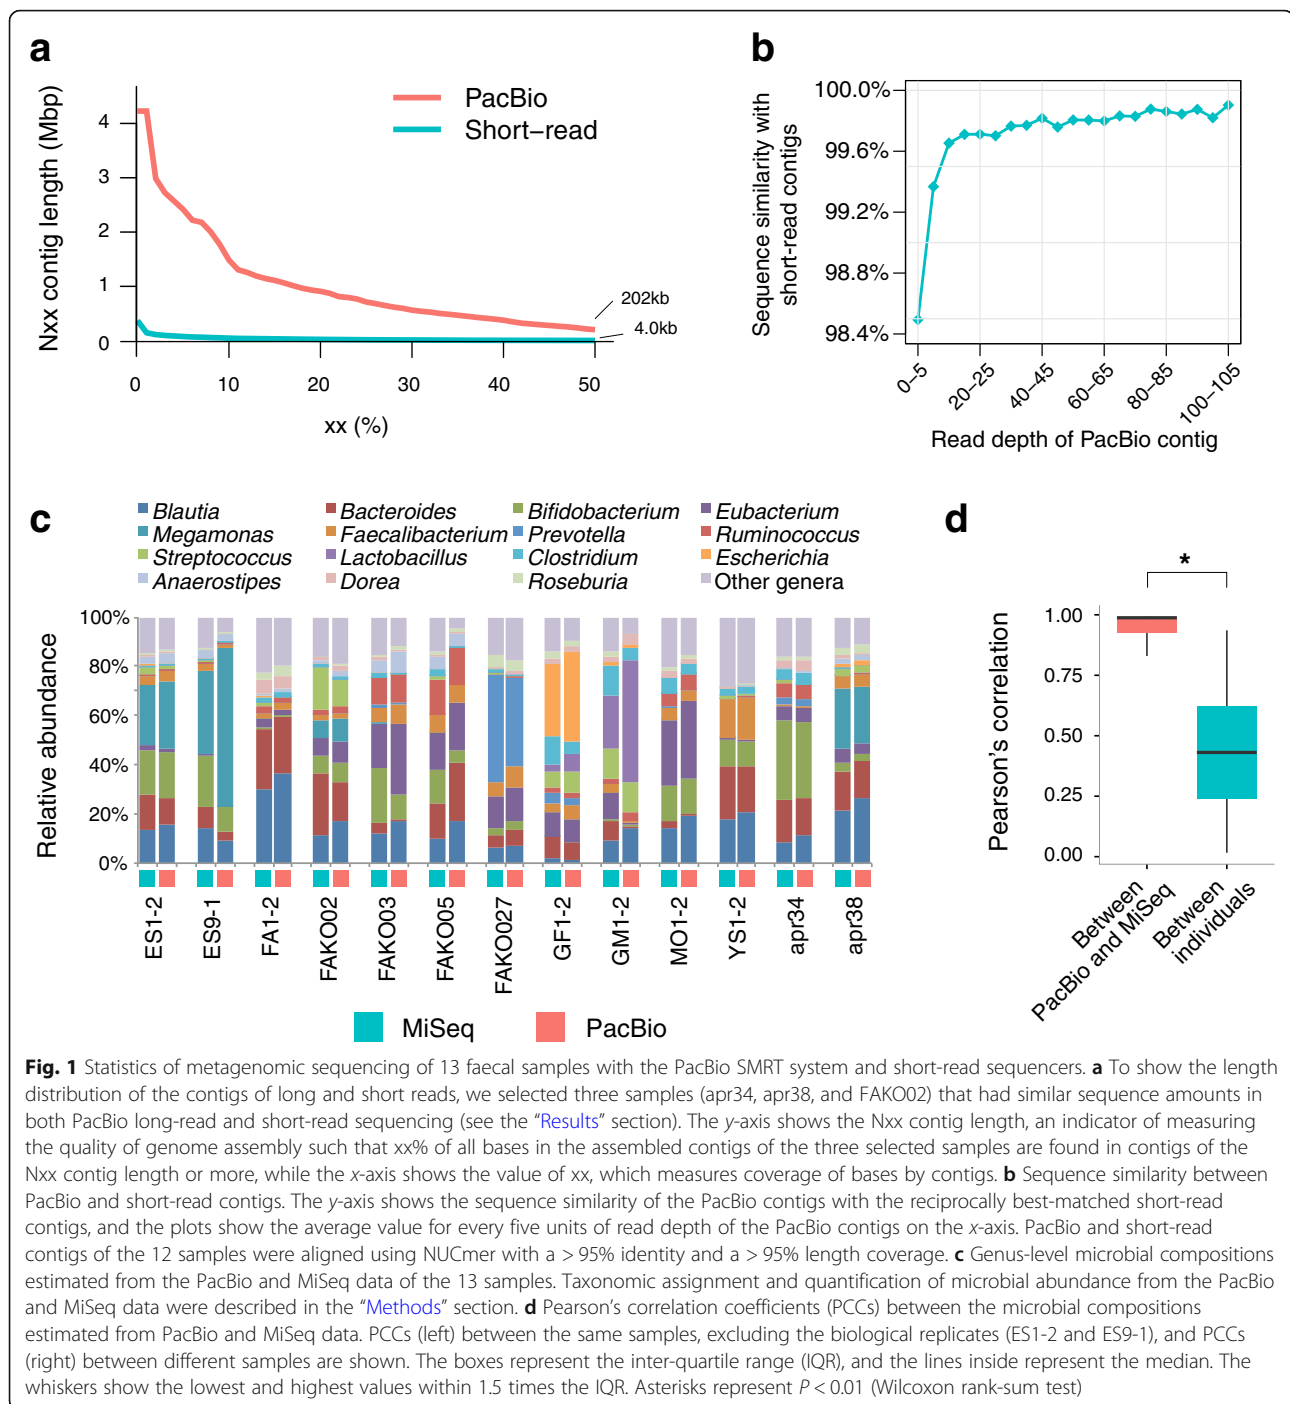 a
PacBio
Short-read
Nxx contig length (Mbp)
4
3
2
1
0
202kb
4.0kb
0 10 20 30 40 50
xx (%)
b
Sequence similarity with
short-read contigs
100.0%
99.6%
99.2%
98.8%
98.4%
0–5 20–25 40–45 60–65 80–85 100–105
Read depth of PacBio contig
c
Blautia Bacteroides Bifidobacterium Eubacterium
Megamonas Faecalibacterium Prevotella Ruminococcus
Streptococcus Lactobacillus Clostridium Escherichia
Anaerostipes Dorea Roseburia Other genera
Relative abundance
100%
80%
60%
40%
20%
0%
ES1-2 ES9-1 FA1-2 FAKO02 FAKO03 FAKO05 FAKO027 GF1-2 GM1-2 MO1-2 YS1-2 apr34 apr38
MiSeq PacBio
d
*
Pearson's correlation
1.00
0.75
0.50
0.25
0.00
Between
PacBio and MiSeq
Between
individuals
Fig. 1 Statistics of metagenomic sequencing of 13 faecal samples with the PacBio SMRT system and short-read sequencers. a To show the length
distribution of the contigs of long and short reads, we selected three samples (apr34, apr38, and FAKO02) that had similar sequence amounts in
both PacBio long-read and short-read sequencing (see the “Results” section). The y-axis shows the Nxx contig length, an indicator of measuring
the quality of genome assembly such that xx% of all bases in the assembled contigs of the three selected samples are found in contigs of the
Nxx contig length or more, while the x-axis shows the value of xx, which measures coverage of bases by contigs. b Sequence similarity between
PacBio and short-read contigs. The y-axis shows the sequence similarity of the PacBio contigs with the reciprocally best-matched short-read
contigs, and the plots show the average value for every five units of read depth of the PacBio contigs on the x-axis. PacBio and short-read
contigs of the 12 samples were aligned using NUCmer with a > 95% identity and a > 95% length coverage. c Genus-level microbial compositions
estimated from the PacBio and MiSeq data of the 13 samples. Taxonomic assignment and quantification of microbial abundance from the PacBio
and MiSeq data were described in the “Methods” section. d Pearson's correlation coefficients (PCCs) between the microbial compositions
estimated from PacBio and MiSeq data. PCCs (left) between the same samples, excluding the biological replicates (ES1-2 and ES9-1), and PCCs
(right) between different samples are shown. The boxes represent the inter-quartile range (IQR), and the lines inside represent the median. The
whiskers show the lowest and highest values within 1.5 times the IQR. Asterisks represent P < 0.01 (Wilcoxon rank-sum test)